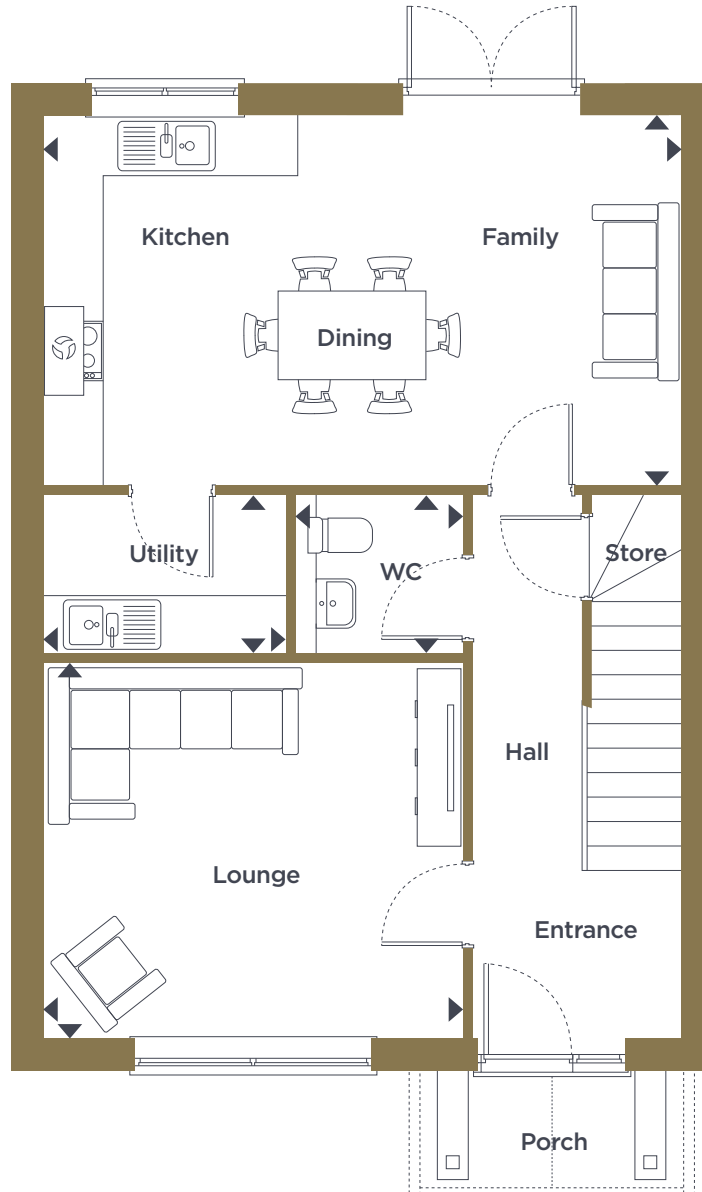 Kitchen
Family
Dining
Utility
WC
Store
Hall
Lounge
Entrance
Porch